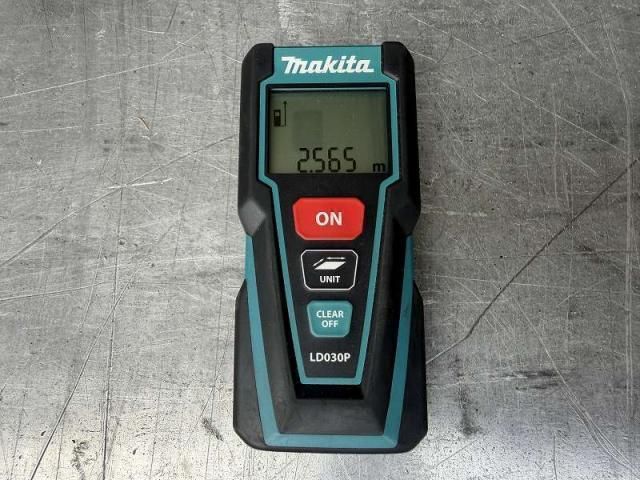 makita
2.565 m
ON
UNIT
CLEAR
OFF
LD030P